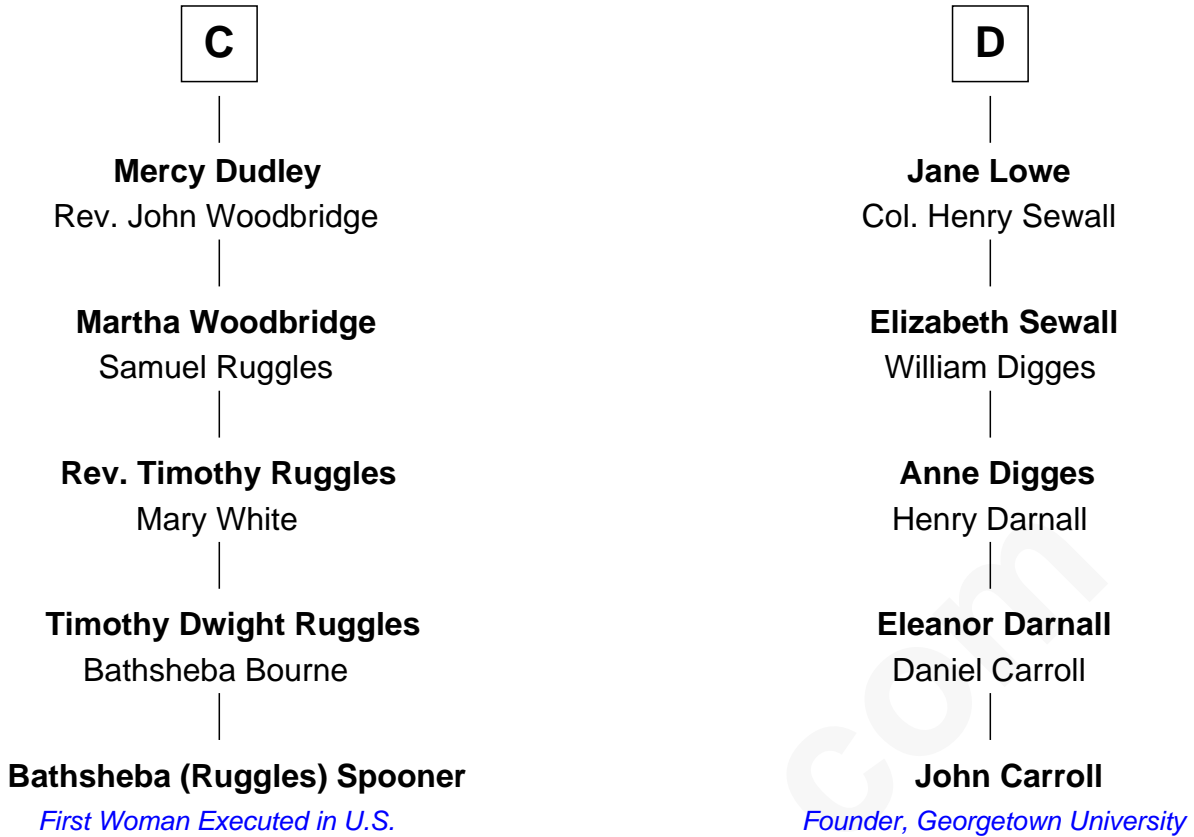 C
Mercy Dudley
Rev. John Woodbridge
Martha Woodbridge
Samuel Ruggles
Rev. Timothy Ruggles
Mary White
Timothy Dwight Ruggles
Bathsheba Bourne
Bathsheba (Ruggles) Spooner
First Woman Executed in U.S.
D
Jane Lowe
Col. Henry Sewall
Elizabeth Sewall
William Digges
Anne Digges
Henry Darnall
Eleanor Darnall
Daniel Carroll
John Carroll
Founder, Georgetown University
com